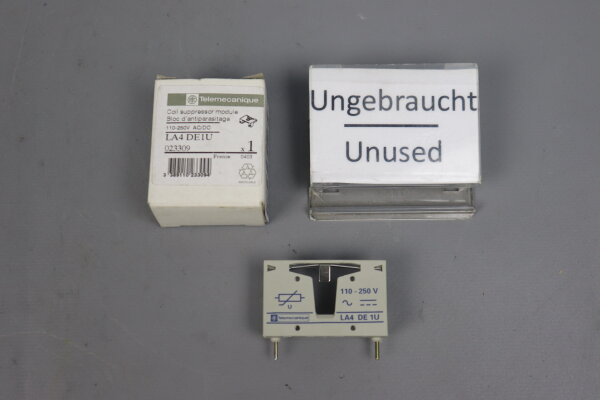 Telemecanique
Coil suppressor module
Bloc d'antiparasitage
110-250V AC/DC
LA4 DE1U
023309
x 1
France
0403
Ungebraucht
Unused
110 - 250 V
U
Telemecanique
LA4 DE 1U